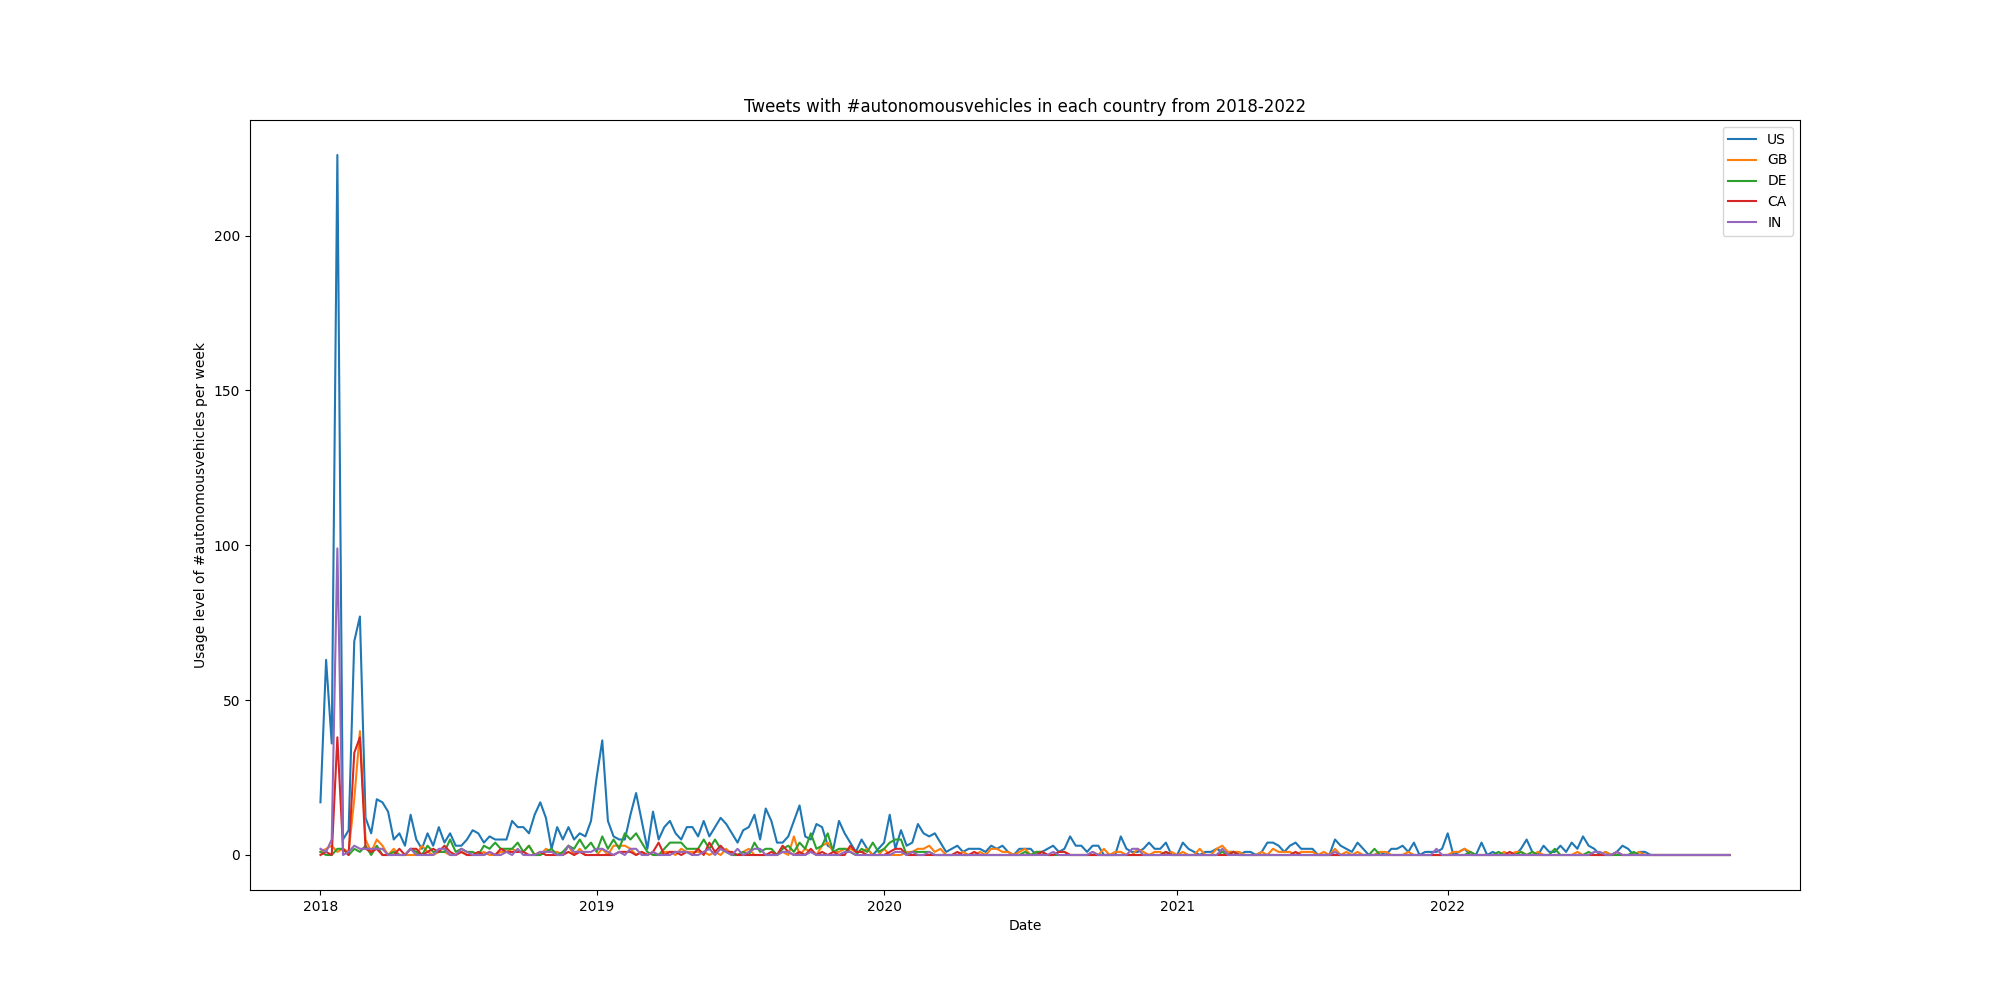 Tweets with #autonomousvehicles in each country from 2018-2022
US
GB
DE
CA
IN
Usage level of #autonomousvehicles per week
200
150
100
50
0
2018 2019 2020 2021 2022
Date